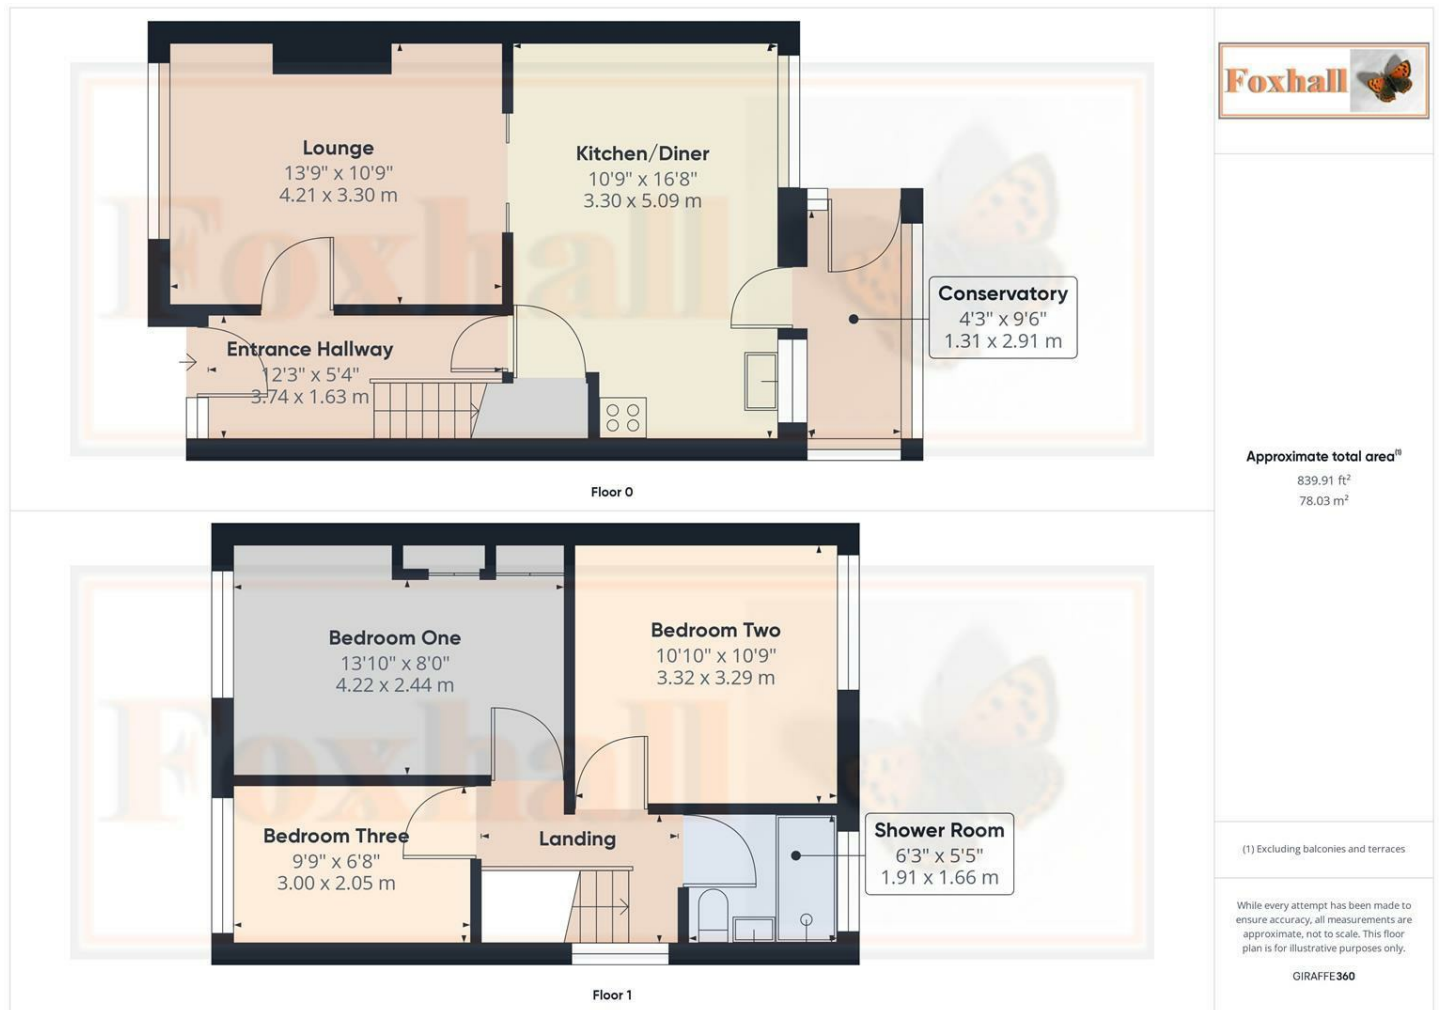 Foxhall
Lounge
13'9" x 10'9"
4.21 x 3.30 m
Kitchen/Diner
10'9" x 16'8"
3.30 x 5.09 m
Conservatory
4'3" x 9'6"
1.31 x 2.91 m
Entrance Hallway
12'3" x 5'4"
3.74 x 1.63 m
Foxhall
Floor 0
Approximate total area(1)
839.91 ft²
78.03 m²
Bedroom One
13'10" x 8'0"
4.22 x 2.44 m
Bedroom Two
10'10" x 10'9"
3.32 x 3.29 m
Bedroom Three
9'9" x 6'8"
3.00 x 2.05 m
Landing
Shower Room
6'3" x 5'5"
1.91 x 1.66 m
Foxhall
Floor 1
(1) Excluding balconies and terraces
While every attempt has been made to
ensure accuracy, all measurements are
approximate, not to scale. This floor
plan is for illustrative purposes only.
GIRAFFE360